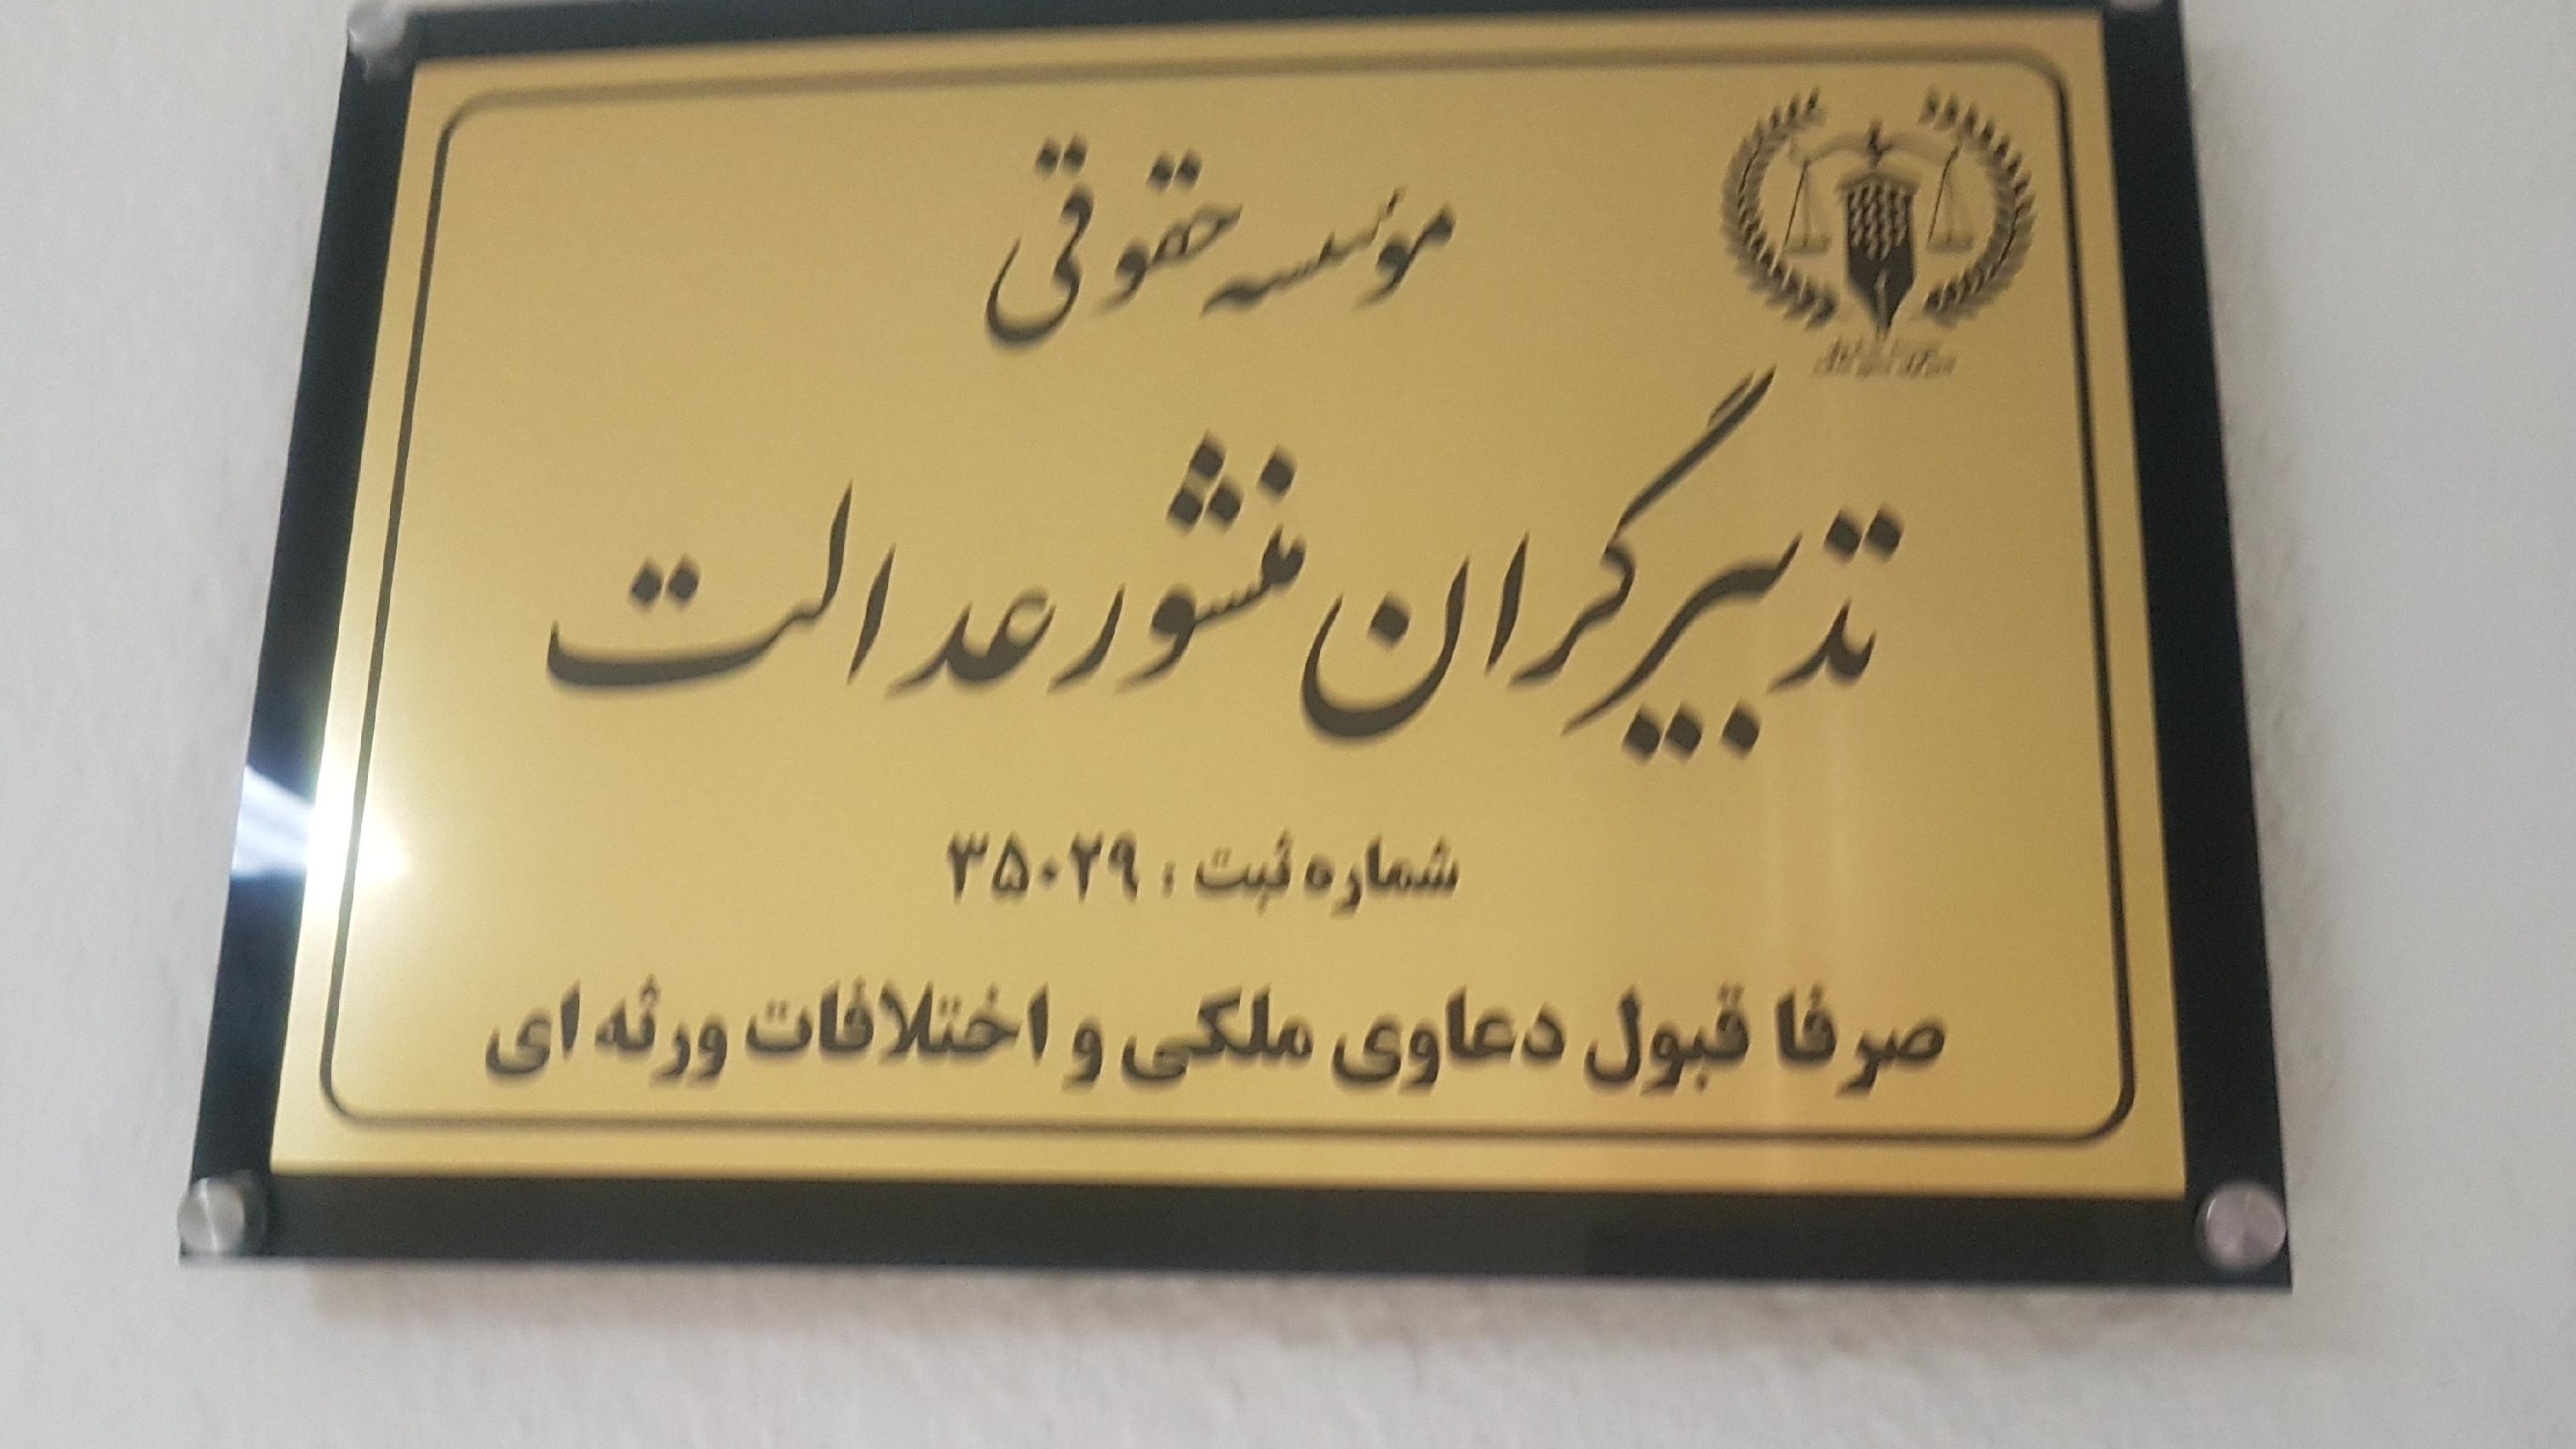 موسسه حقوقی
تدبیرگران منشور عدالت
شماره ثبت : ۳۵۰۲۹
صرفا قبول دعاوی ملکی و اختلافات ورثه ای